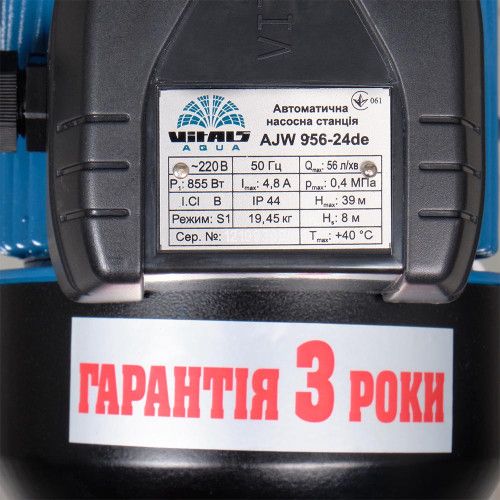 VIT
Vitals
AQUA
Автоматична
насосна станція
AJW 956-24de
061
~220 В 50 Гц Qmax: 56 л/хв
P1: 855 Вт Imax: 4,8 А pmax: 0,4 МПа
I.Cl B IP 44 Hmax: 39 м
Режим: S1 19,45 кг Hs: 8 м
Сер. №: Tmax: +40 °C
ГАРАНТІЯ 3 РОКИ